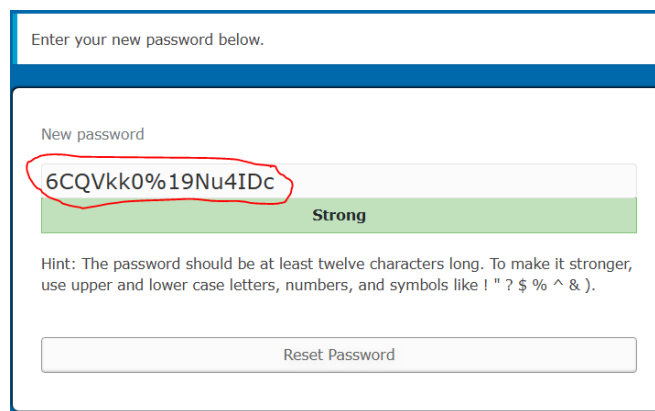 Enter your new password below.
New password
6CQVkk0%19Nu4IDc
Strong
Hint: The password should be at least twelve characters long. To make it stronger,
use upper and lower case letters, numbers, and symbols like ! " ? $ % ^ & ).
Reset Password